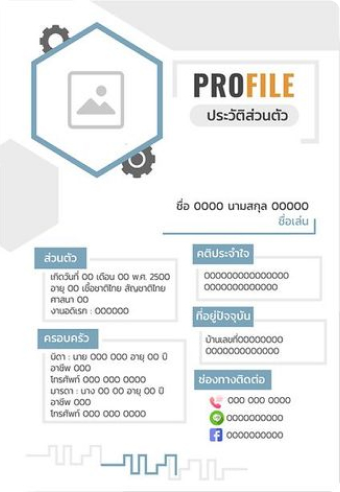 PROFILE
ประวัติส่วนตัว
ชื่อ 0000 นามสกุล 00000
ชื่อเล่น
ส่วนตัว
เกิดวันที่ 00 เดือน 00 พ.ศ. 2500
อายุ 00 เชื้อชาติไทย สัญชาติไทย
ศาสนา 00
งานอดิเรก : 000000
ครอบครัว
บิดา : นาย 000 000 อายุ 00 ปี
อาชีพ 000
โทรศัพท์ 000 000 0000
มารดา : นาง 00 00 อายุ 00 ปี
อาชีพ 000
โทรศัพท์ 000 000 0000
คติประจำใจ
000000000000000
0000000000000
ที่อยู่ปัจจุบัน
บ้านเลขที่00000000
0000000000000
ช่องทางติดต่อ
000 000 0000
0000000000
0000000000